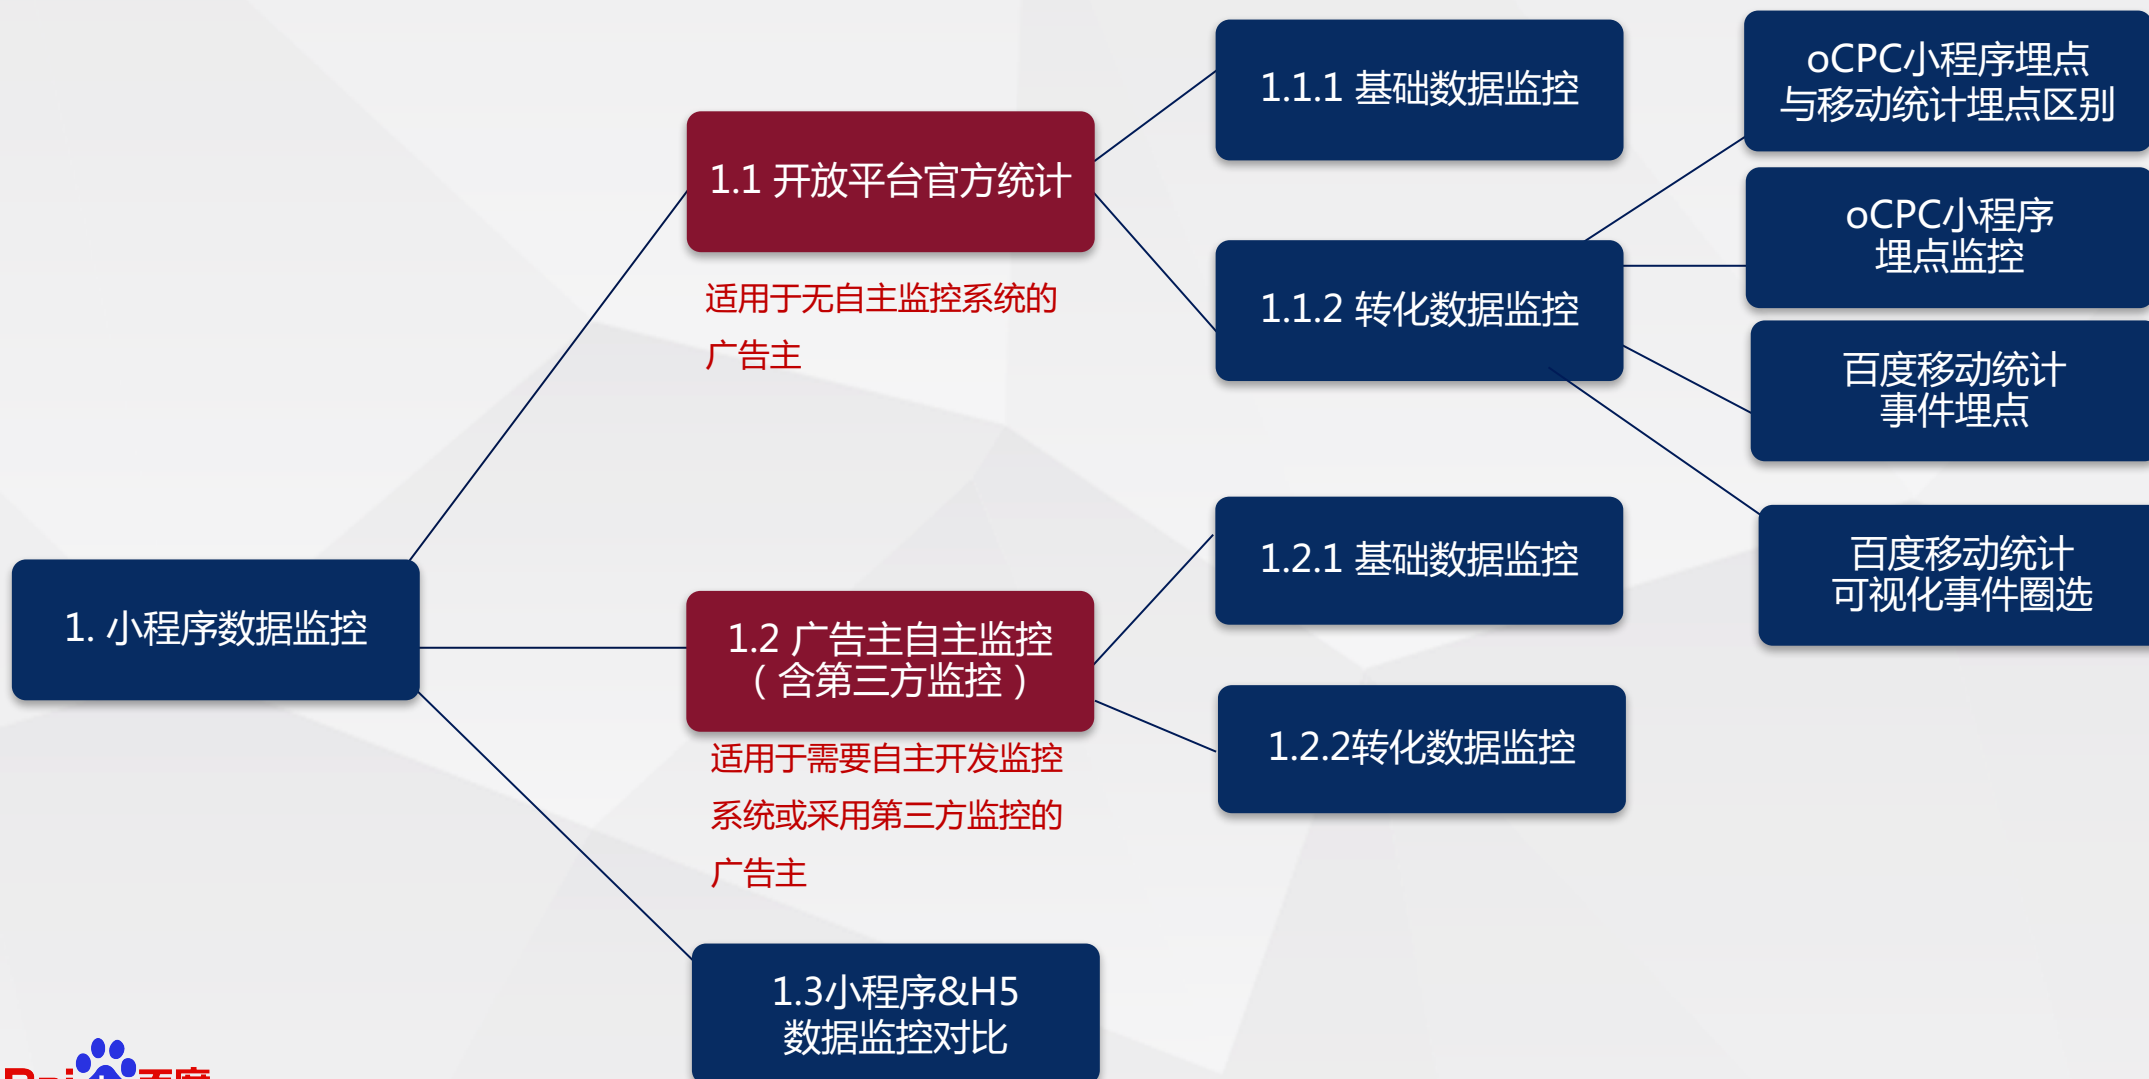 1. 小程序数据监控
1.1 开放平台官方统计
适用于无自主监控系统的
广告主
1.1.1 基础数据监控
1.1.2 转化数据监控
oCPC小程序埋点
与移动统计埋点区别
oCPC小程序
埋点监控
百度移动统计
事件埋点
百度移动统计
可视化事件圈选
1.2 广告主自主监控
（含第三方监控）
适用于需要自主开发监控
系统或采用第三方监控的
广告主
1.2.1 基础数据监控
1.2.2转化数据监控
1.3小程序&H5
数据监控对比